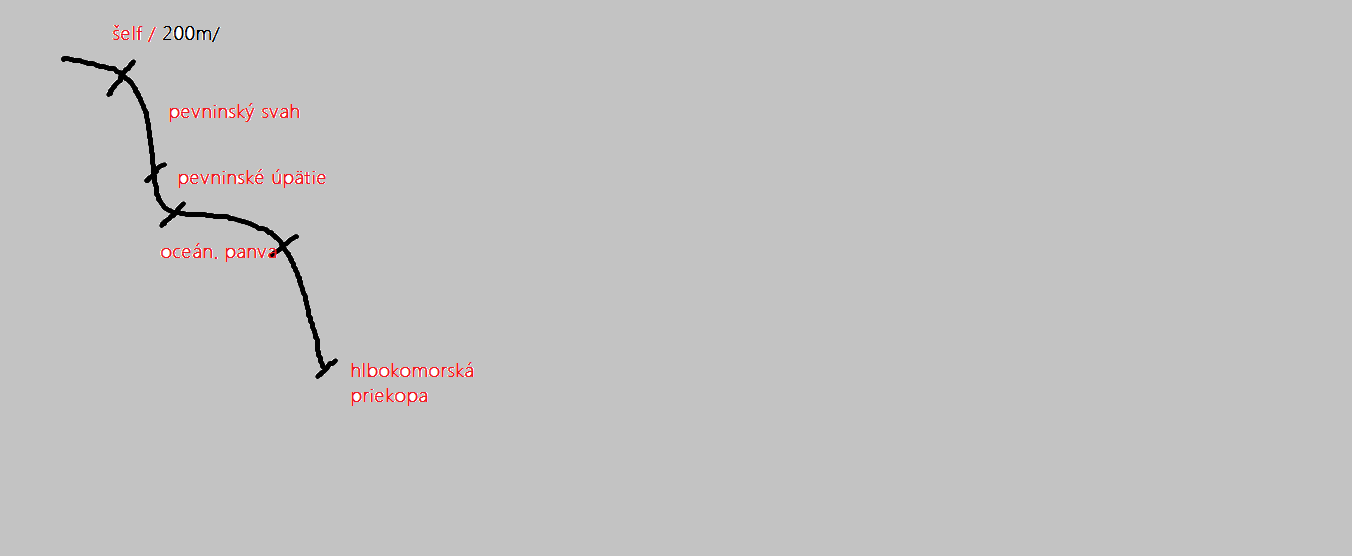 šelf / 200m/
pevninský svah
pevninské úpätie
oceán. panva
hlbokomorská
priekopa